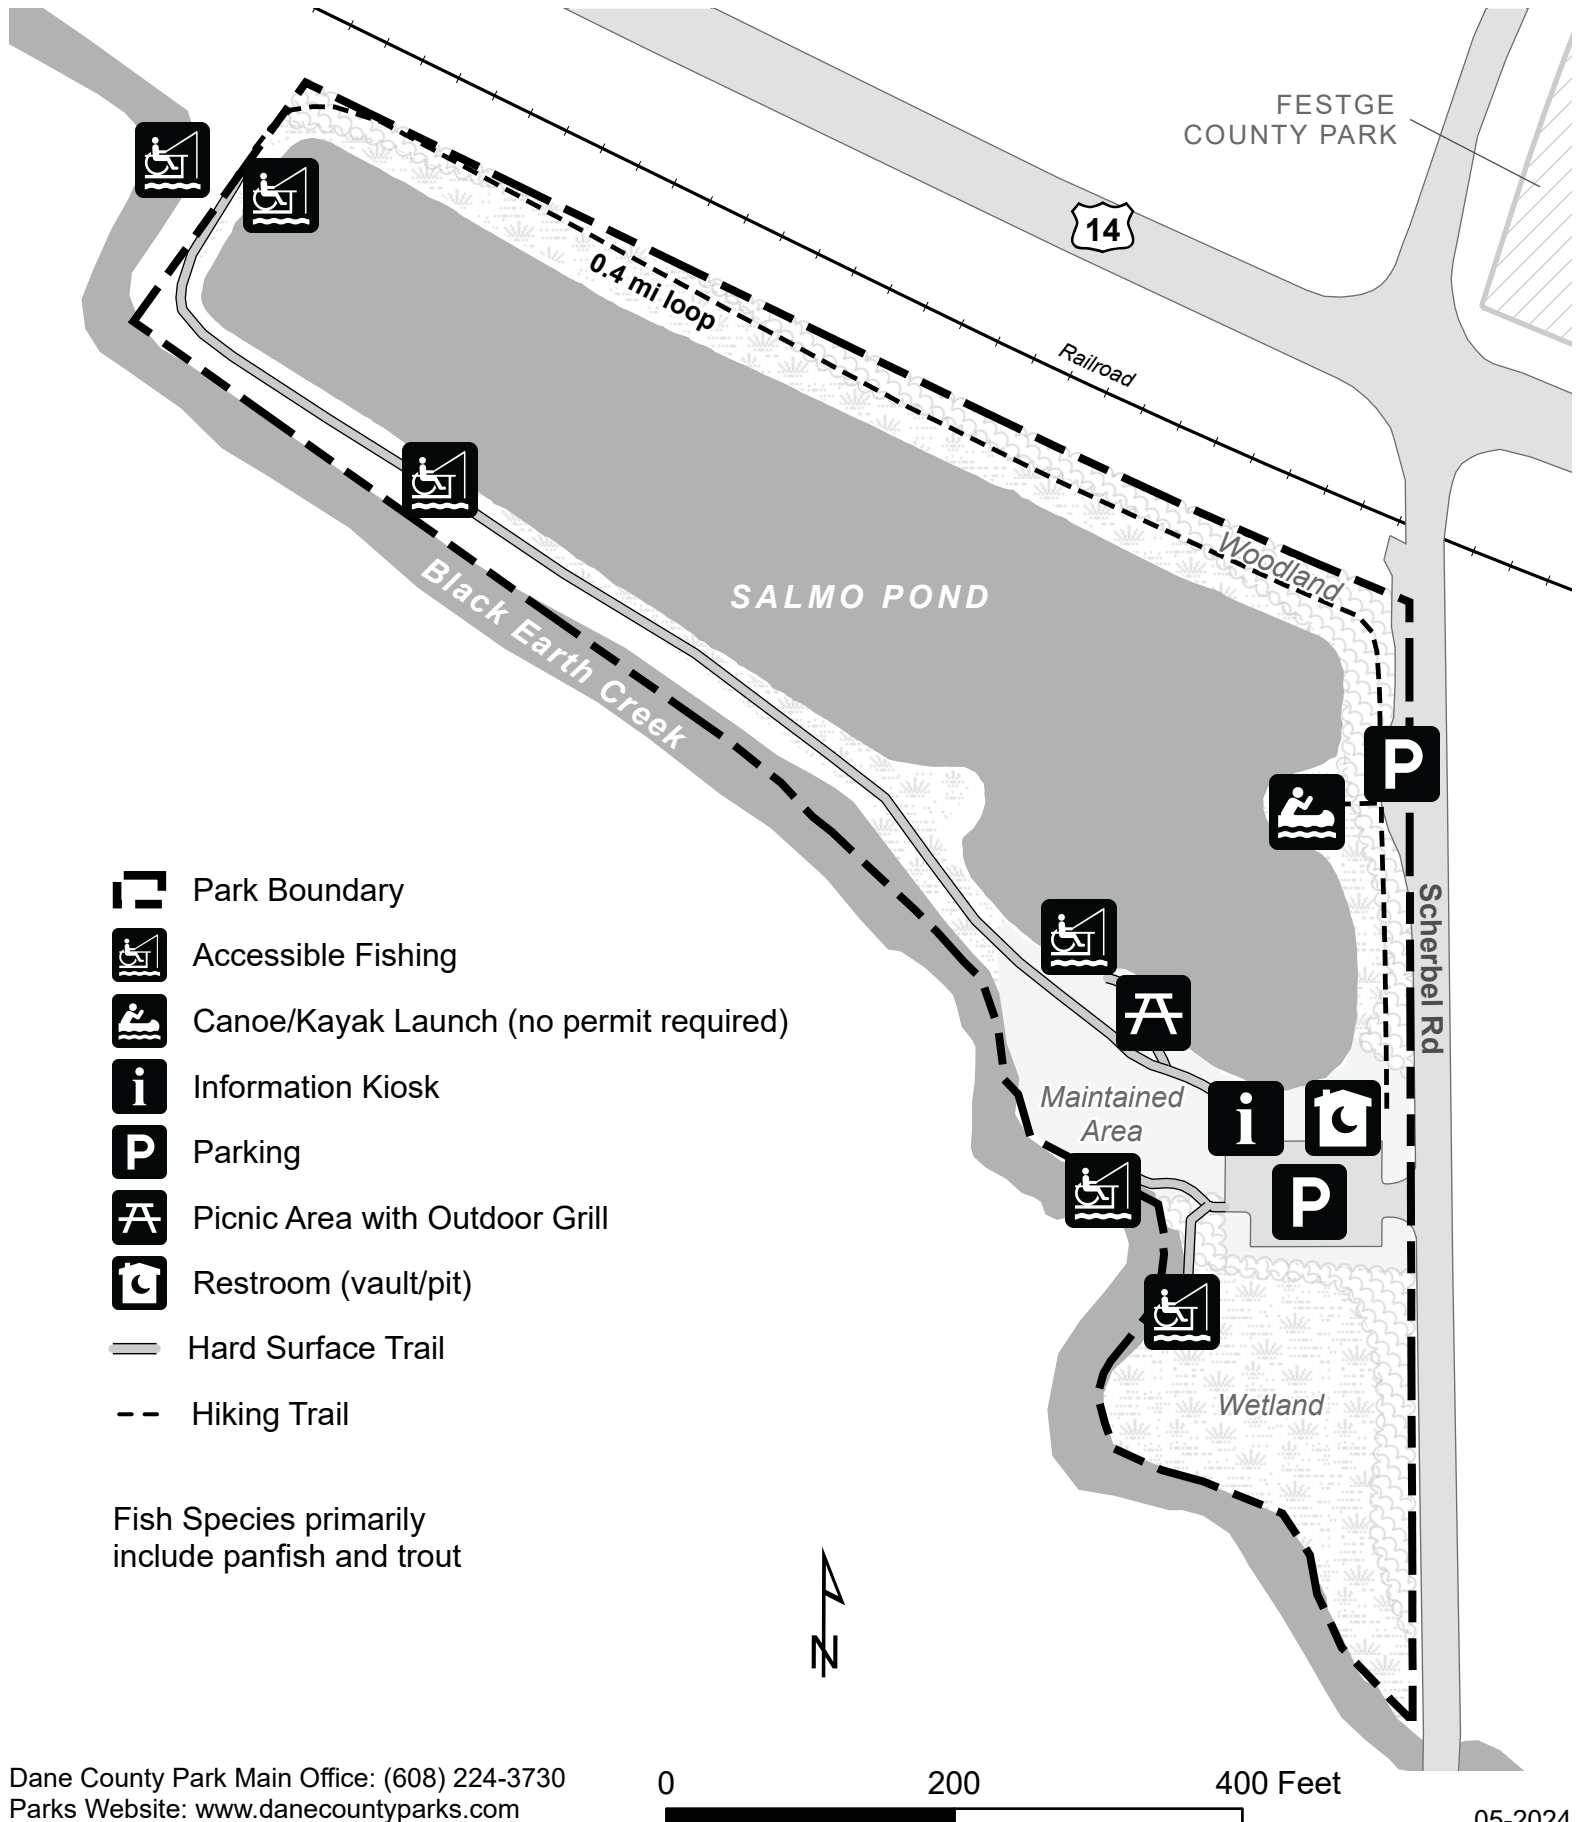 FESTGE
COUNTY PARK
14
0.4 mi loop
Railroad
Woodland
SALMO POND
Black Earth Creek
P
Scherbel Rd
Park Boundary
Accessible Fishing
Canoe/Kayak Launch (no permit required)
i
Information Kiosk
P
Parking
Picnic Area with Outdoor Grill
Restroom (vault/pit)
Hard Surface Trail
Hiking Trail
Maintained
Area
i
P
Wetland
Fish Species primarily
include panfish and trout
N
Dane County Park Main Office: (608) 224-3730
Parks Website: www.danecountyparks.com
0 200 400 Feet
05-2024